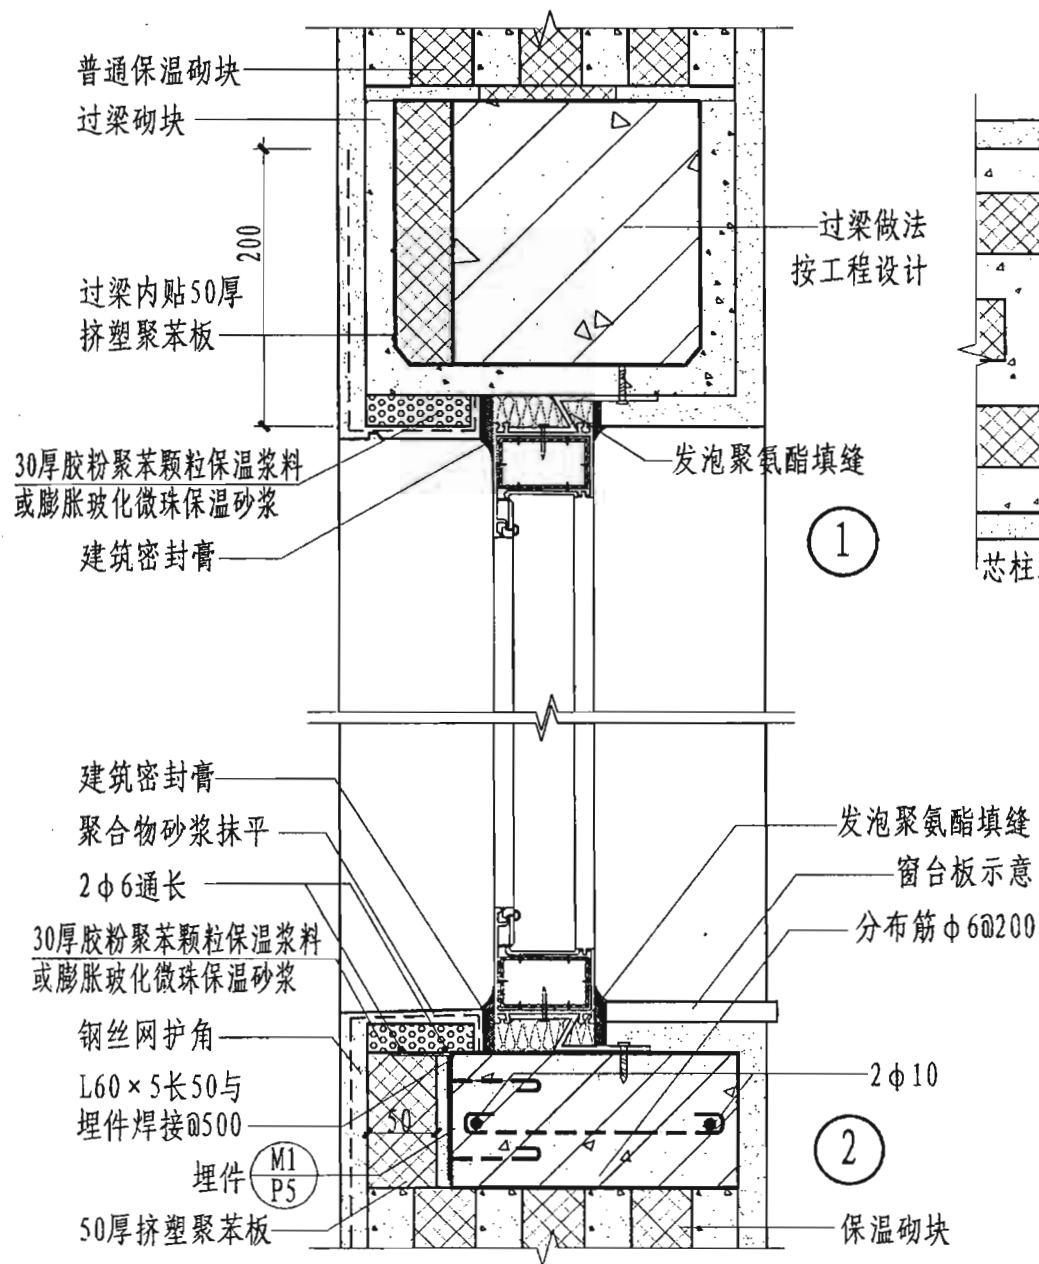 普通保温砌块
过梁砌块
200
过梁做法
按工程设计
过梁内贴50厚
挤塑聚苯板
发泡聚氨酯填缝
30厚胶粉聚苯颗粒保温浆料
或膨胀玻化微珠保温砂浆
建筑密封膏
1
芯柱
建筑密封膏
聚合物砂浆抹平
2ф6通长
30厚胶粉聚苯颗粒保温浆料
或膨胀玻化微珠保温砂浆
钢丝网护角
L60×5长50与
埋件焊接@500
50
埋件
M1
P5
50厚挤塑聚苯板
发泡聚氨酯填缝
窗台板示意
分布筋ф6@200
2ф10
2
保温砌块